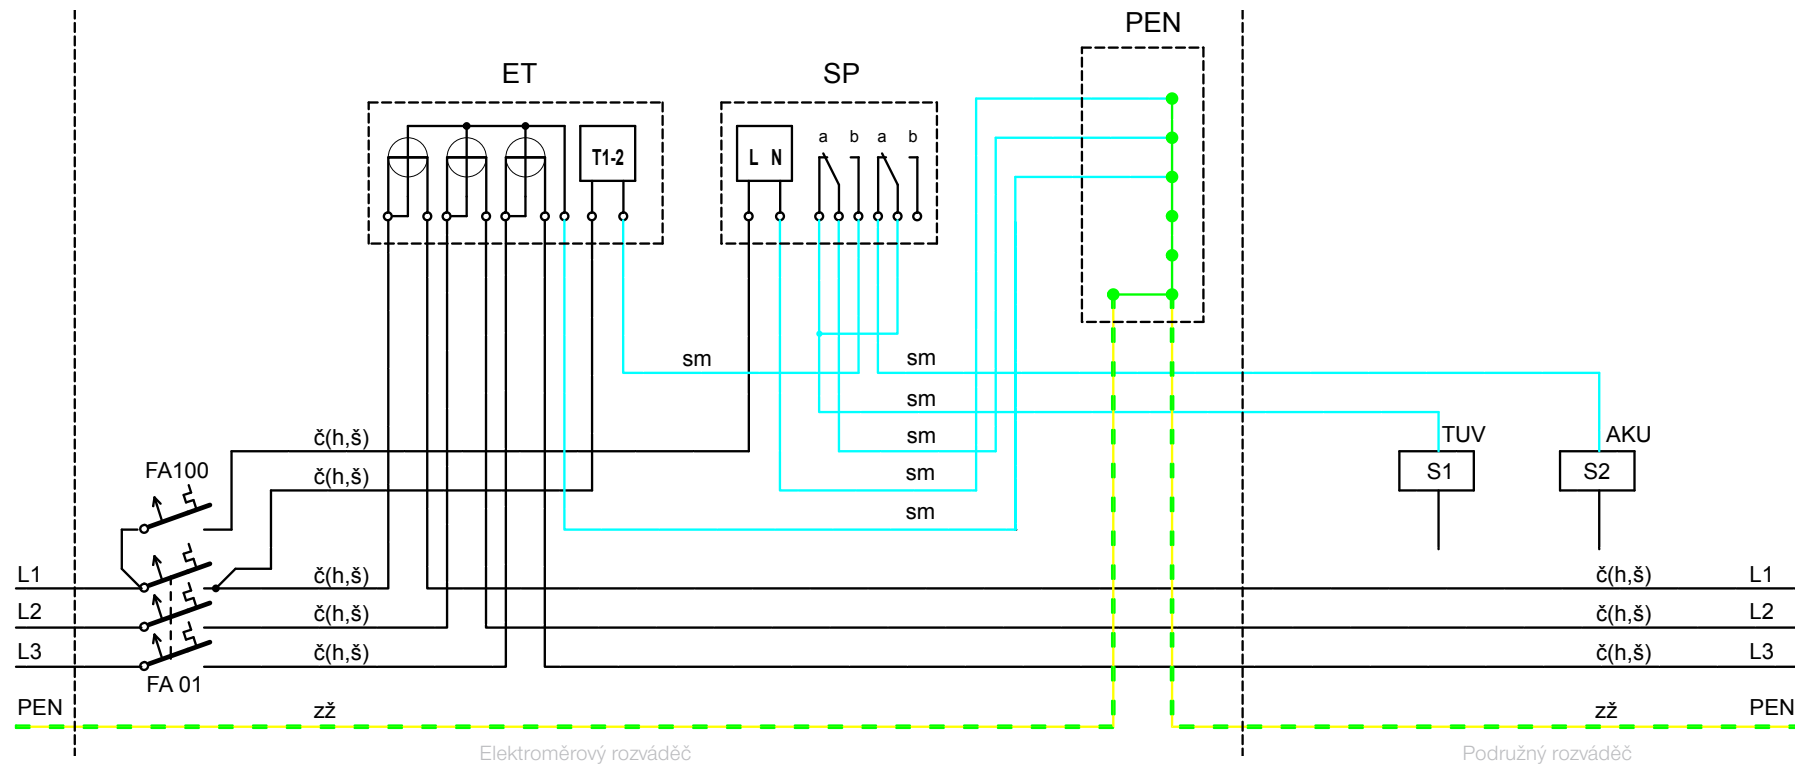 PEN
ET
SP
a b a b
T1-2
L N
sm
sm
sm
č(h,š)
sm
TUV
AKU
FA100
č(h,š)
sm
S1
S2
sm
L1
č(h,š)
č(h,š)
L1
L2
č(h,š)
č(h,š)
L2
L3
č(h,š)
č(h,š)
L3
FA 01
PEN
zž
zž
PEN
Elektroměrový rozváděč
Podružný rozváděč